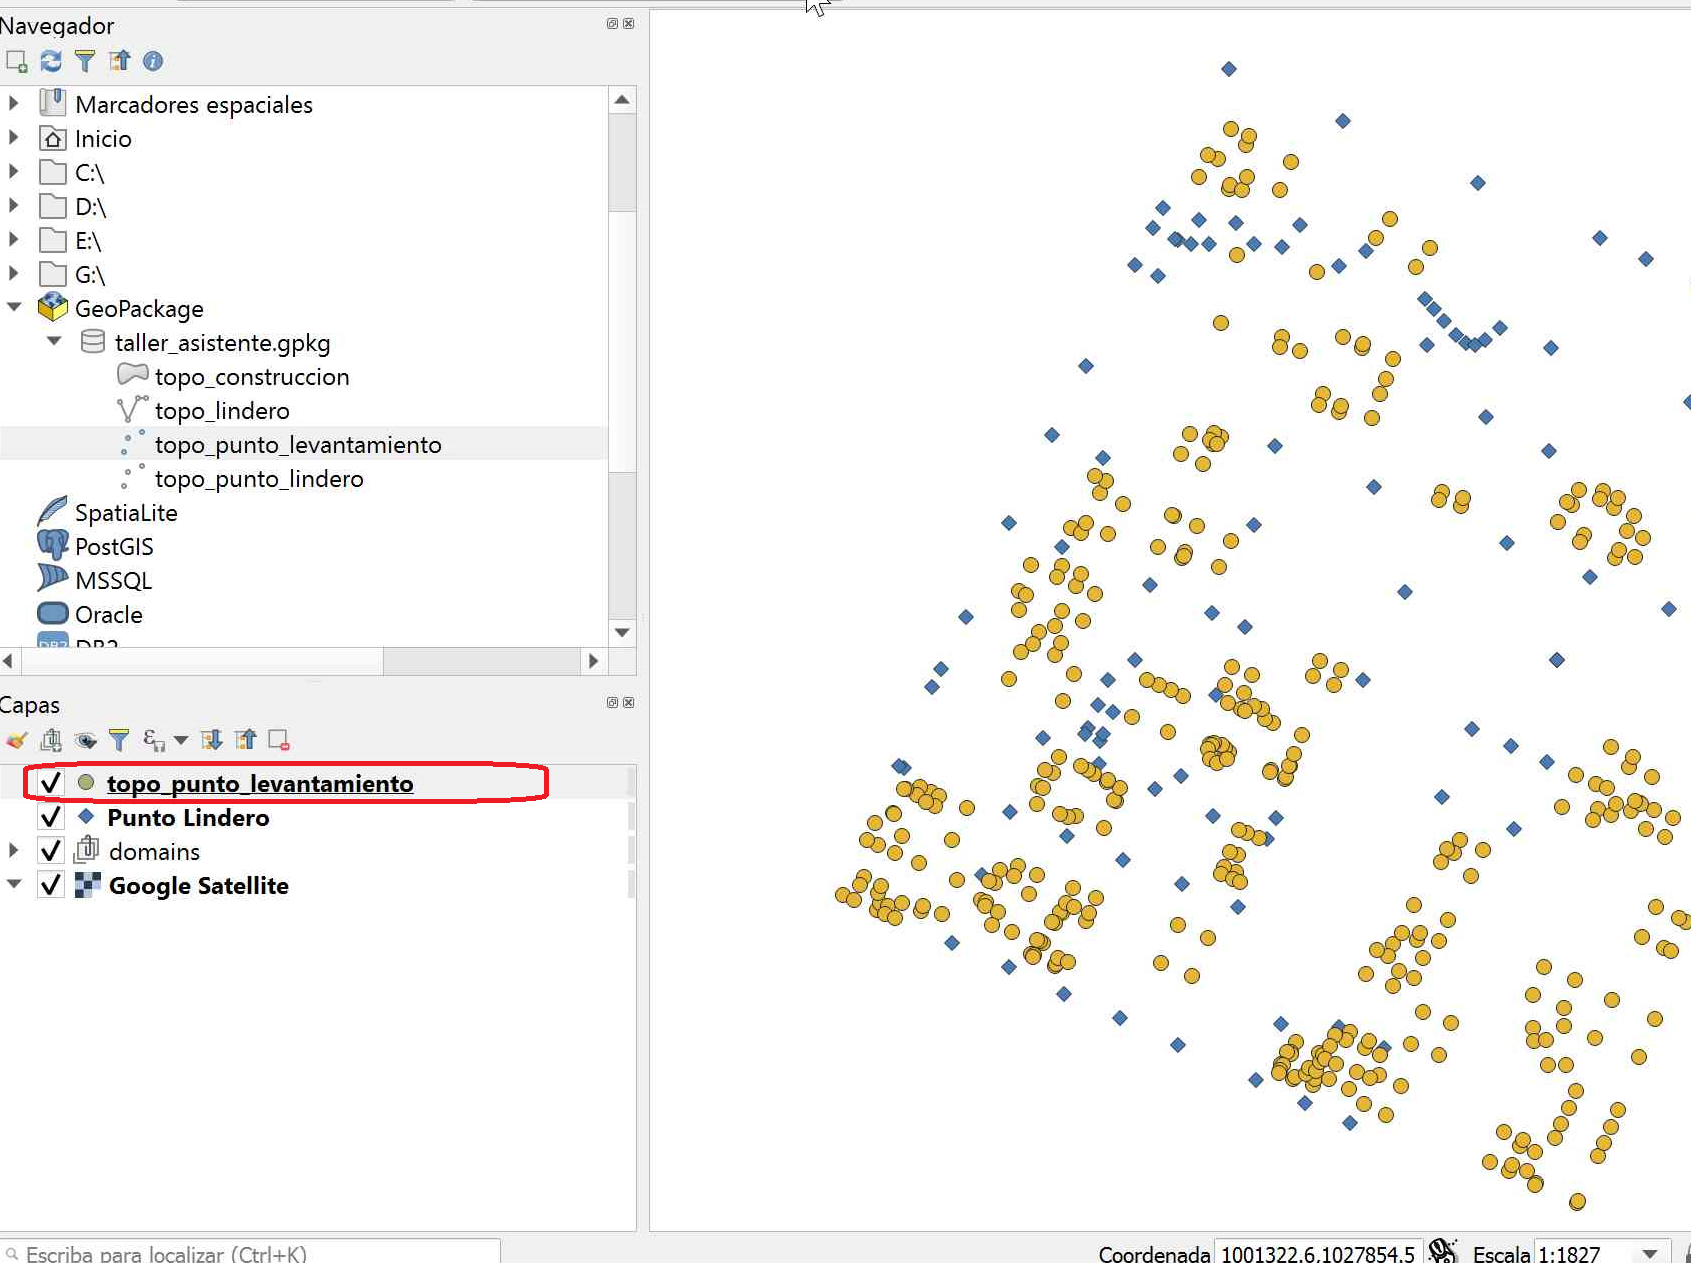 Navegador
Marcadores espaciales
Inicio
C:\
D:\
E:\
G:\
GeoPackage
taller_asistente.gpkg
topo_construccion
topo_lindero
topo_punto_levantamiento
topo_punto_lindero
SpatiaLite
PostGIS
MSSQL
Oracle
DB2
Capas
topo_punto_levantamiento
Punto Lindero
domains
Google Satellite
Escriba para localizar (Ctrl+K)
Coordenada 1001322.6,1027854.5 Escala 1:1827